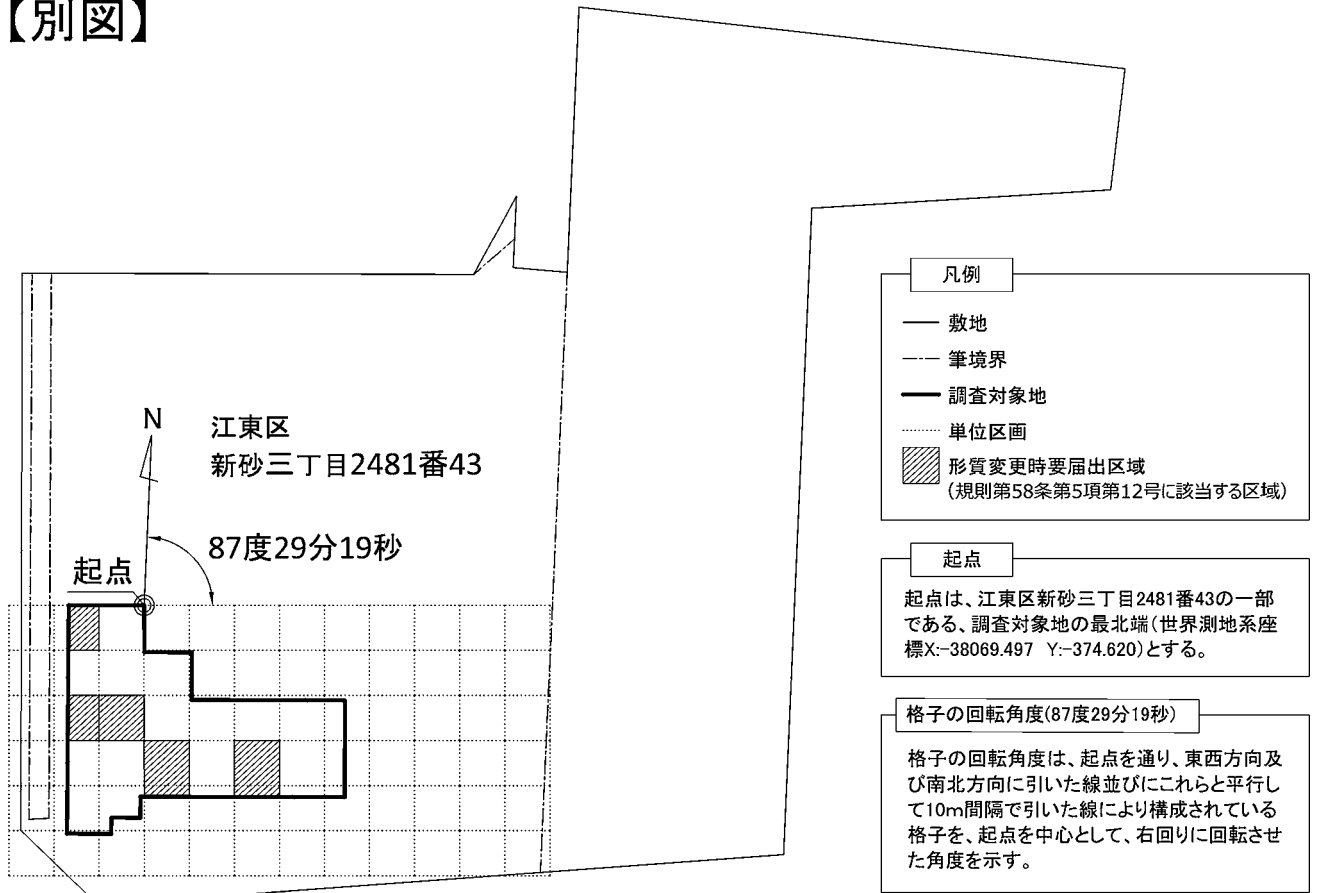 【別図】
N
江東区
新砂三丁目2481番43
87度29分19秒
起点
凡例
敷地
筆境界
調査対象地
単位区画
形質変更時要届出区域
(規則第58条第5項第12号に該当する区域)
起点
起点は、江東区新砂三丁目2481番43の一部
である、調査対象地の最北端(世界測地系座
標X:-38069.497 Y:-374.620)とする。
格子の回転角度(87度29分19秒)
格子の回転角度は、起点を通り、東西方向及
び南北方向に引いた線並びにこれらと平行し
て10m間隔で引いた線により構成されている
格子を、起点を中心として、右回りに回転させ
た角度を示す。